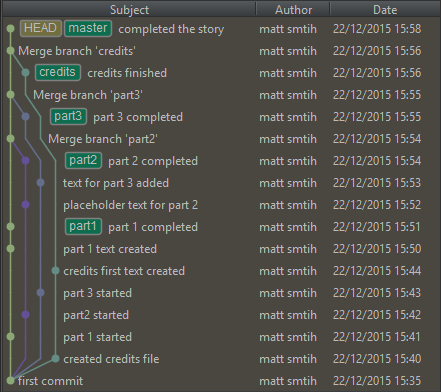 Subject Author Date
HEAD master completed the story matt smtih 22/12/2015 15:58
Merge branch 'credits' matt smtih 22/12/2015 15:56
credits credits finished matt smtih 22/12/2015 15:56
Merge branch 'part3' matt smtih 22/12/2015 15:55
part3 part 3 completed matt smtih 22/12/2015 15:55
Merge branch 'part2' matt smtih 22/12/2015 15:54
part2 part 2 completed matt smtih 22/12/2015 15:54
text for part 3 added matt smtih 22/12/2015 15:53
placeholder text for part 2 matt smtih 22/12/2015 15:52
part1 part 1 completed matt smtih 22/12/2015 15:51
part 1 text created matt smtih 22/12/2015 15:50
credits first text created matt smtih 22/12/2015 15:44
part 3 started matt smtih 22/12/2015 15:43
part2 started matt smtih 22/12/2015 15:42
part 1 started matt smtih 22/12/2015 15:41
created credits file matt smtih 22/12/2015 15:40
first commit matt smtih 22/12/2015 15:35